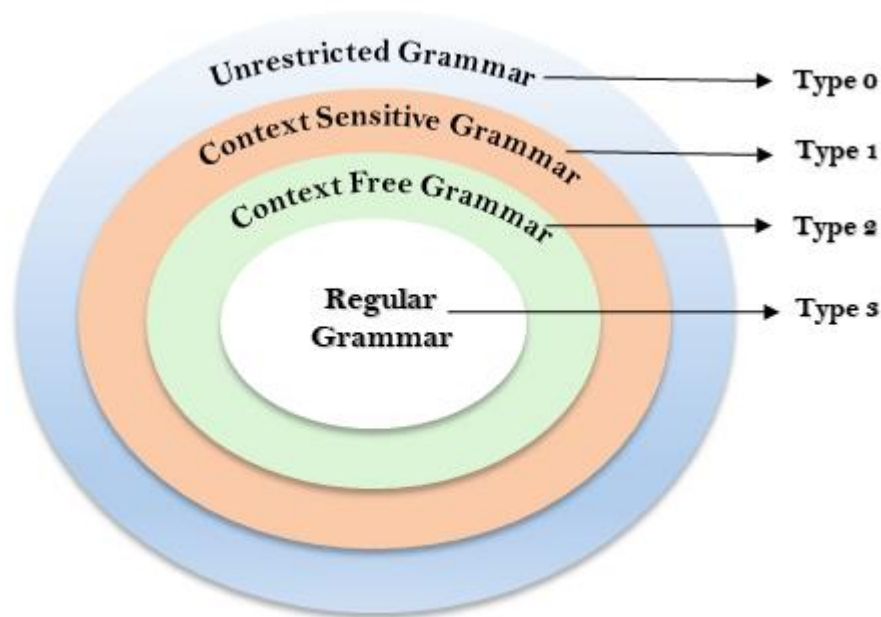 Unrestricted Grammar
Type 0
Context Sensitive Grammar
Type 1
Context Free Grammar
Type 2
Regular
Grammar
Type 3